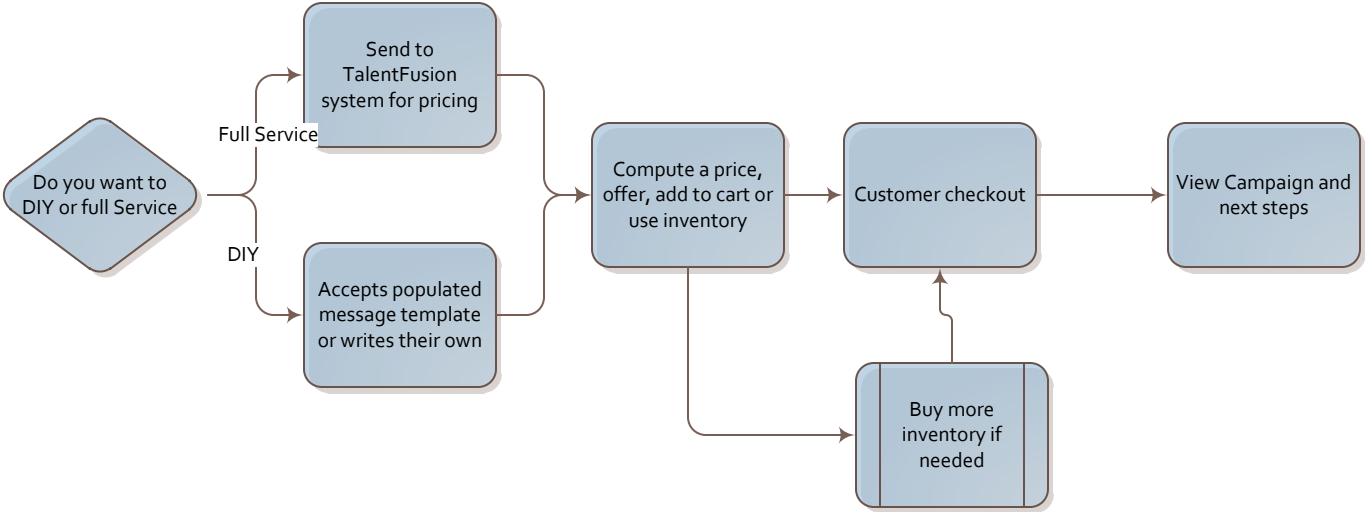 Do you want to
DIY or full Service
Full Service
DIY
Send to
TalentFusion
system for pricing
Accepts populated
message template
or writes their own
Compute a price,
offer, add to cart or
use inventory
Customer checkout
Buy more
inventory if
needed
View Campaign and
next steps